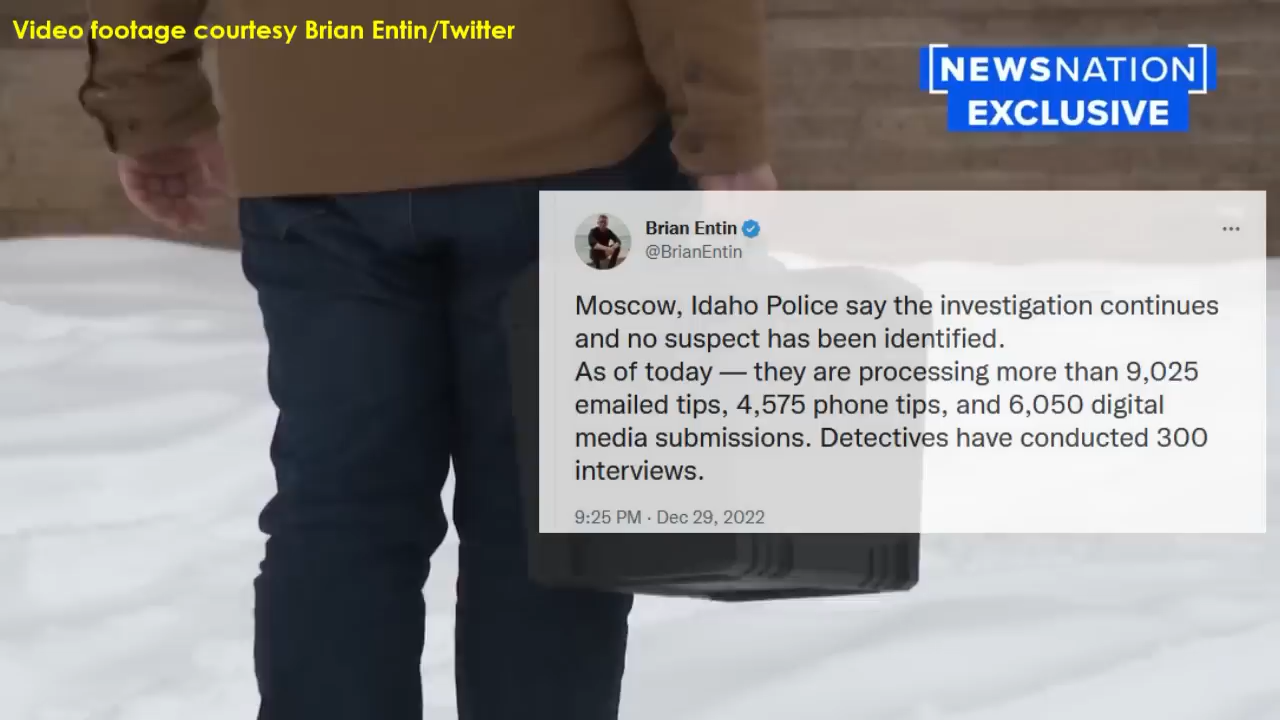 Video footage courtesy Brian Entin/Twitter
NEWSNATION
EXCLUSIVE
Brian Entin
@BrianEntin
Moscow, Idaho Police say the investigation continues
and no suspect has been identified.
As of today — they are processing more than 9,025
emailed tips, 4,575 phone tips, and 6,050 digital
media submissions. Detectives have conducted 300
interviews.
9:25 PM · Dec 29, 2022